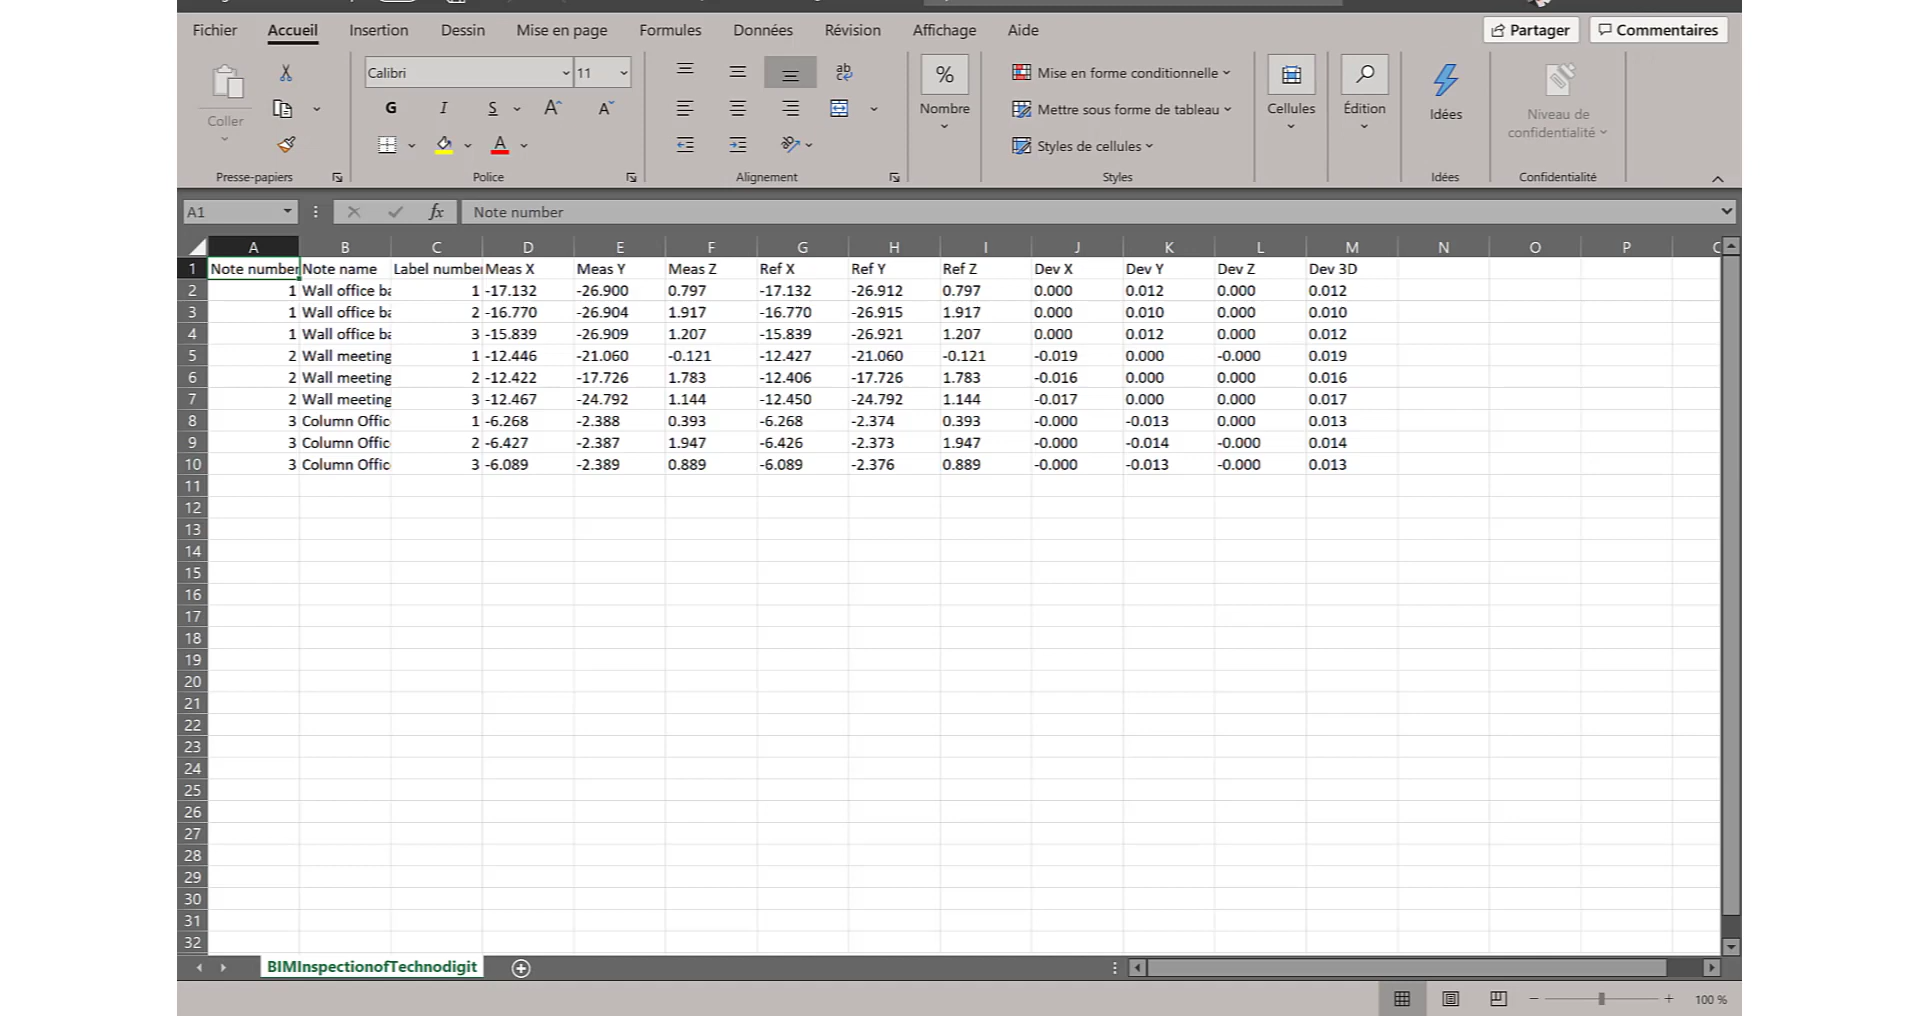 Fichier Accueil Insertion Dessin Mise en page Formules Données Révision Affichage Aide Partager Commentaires
Calibri 11 ab c %
Coller G I S A A Nombre
Mise en forme conditionnelle
Mettre sous forme de tableau
Styles de cellules
Cellules Édition Idées Niveau de
confidentialité
Presse-papiers Police Alignement Styles Idées Confidentialité
A1 fx Note number
A B C D E F G H I J K L M N O P
1 Note number Note name Label number Meas X Meas Y Meas Z Ref X Ref Y Ref Z Dev X Dev Y Dev Z Dev 3D
2 1 Wall office 1 -17.132 -26.900 0.797 -17.132 -26.912 0.797 0.000 0.012 0.000 0.012
3 1 Wall office 2 -16.770 -26.904 1.917 -16.770 -26.915 1.917 0.000 0.010 0.000 0.010
4 1 Wall office 3 -15.839 -26.909 1.207 -15.839 -26.921 1.207 0.000 0.012 0.000 0.012
5 2 Wall meeting 1 -12.446 -21.060 -0.121 -12.427 -21.060 -0.121 -0.019 0.000 -0.000 0.019
6 2 Wall meeting 2 -12.422 -17.726 1.783 -12.406 -17.726 1.783 -0.016 0.000 0.000 0.016
7 2 Wall meeting 3 -12.467 -24.792 1.144 -12.450 -24.792 1.144 -0.017 0.000 0.000 0.017
8 3 Column Offic 1 -6.268 -2.388 0.393 -6.268 -2.374 0.393 -0.000 -0.013 0.000 0.013
9 3 Column Offic 2 -6.427 -2.387 1.947 -6.426 -2.373 1.947 -0.000 -0.014 -0.000 0.014
10 3 Column Offic 3 -6.089 -2.389 0.889 -6.089 -2.376 0.889 -0.000 -0.013 -0.000 0.013
11
12
13
14
15
16
17
18
19
20
21
22
23
24
25
26
27
28
29
30
31
32
BIMInspectionofTechnodigit
100 %